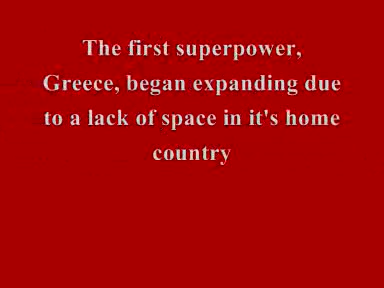 The first superpower,
Greece, began expanding due
to a lack of space in it's home
country